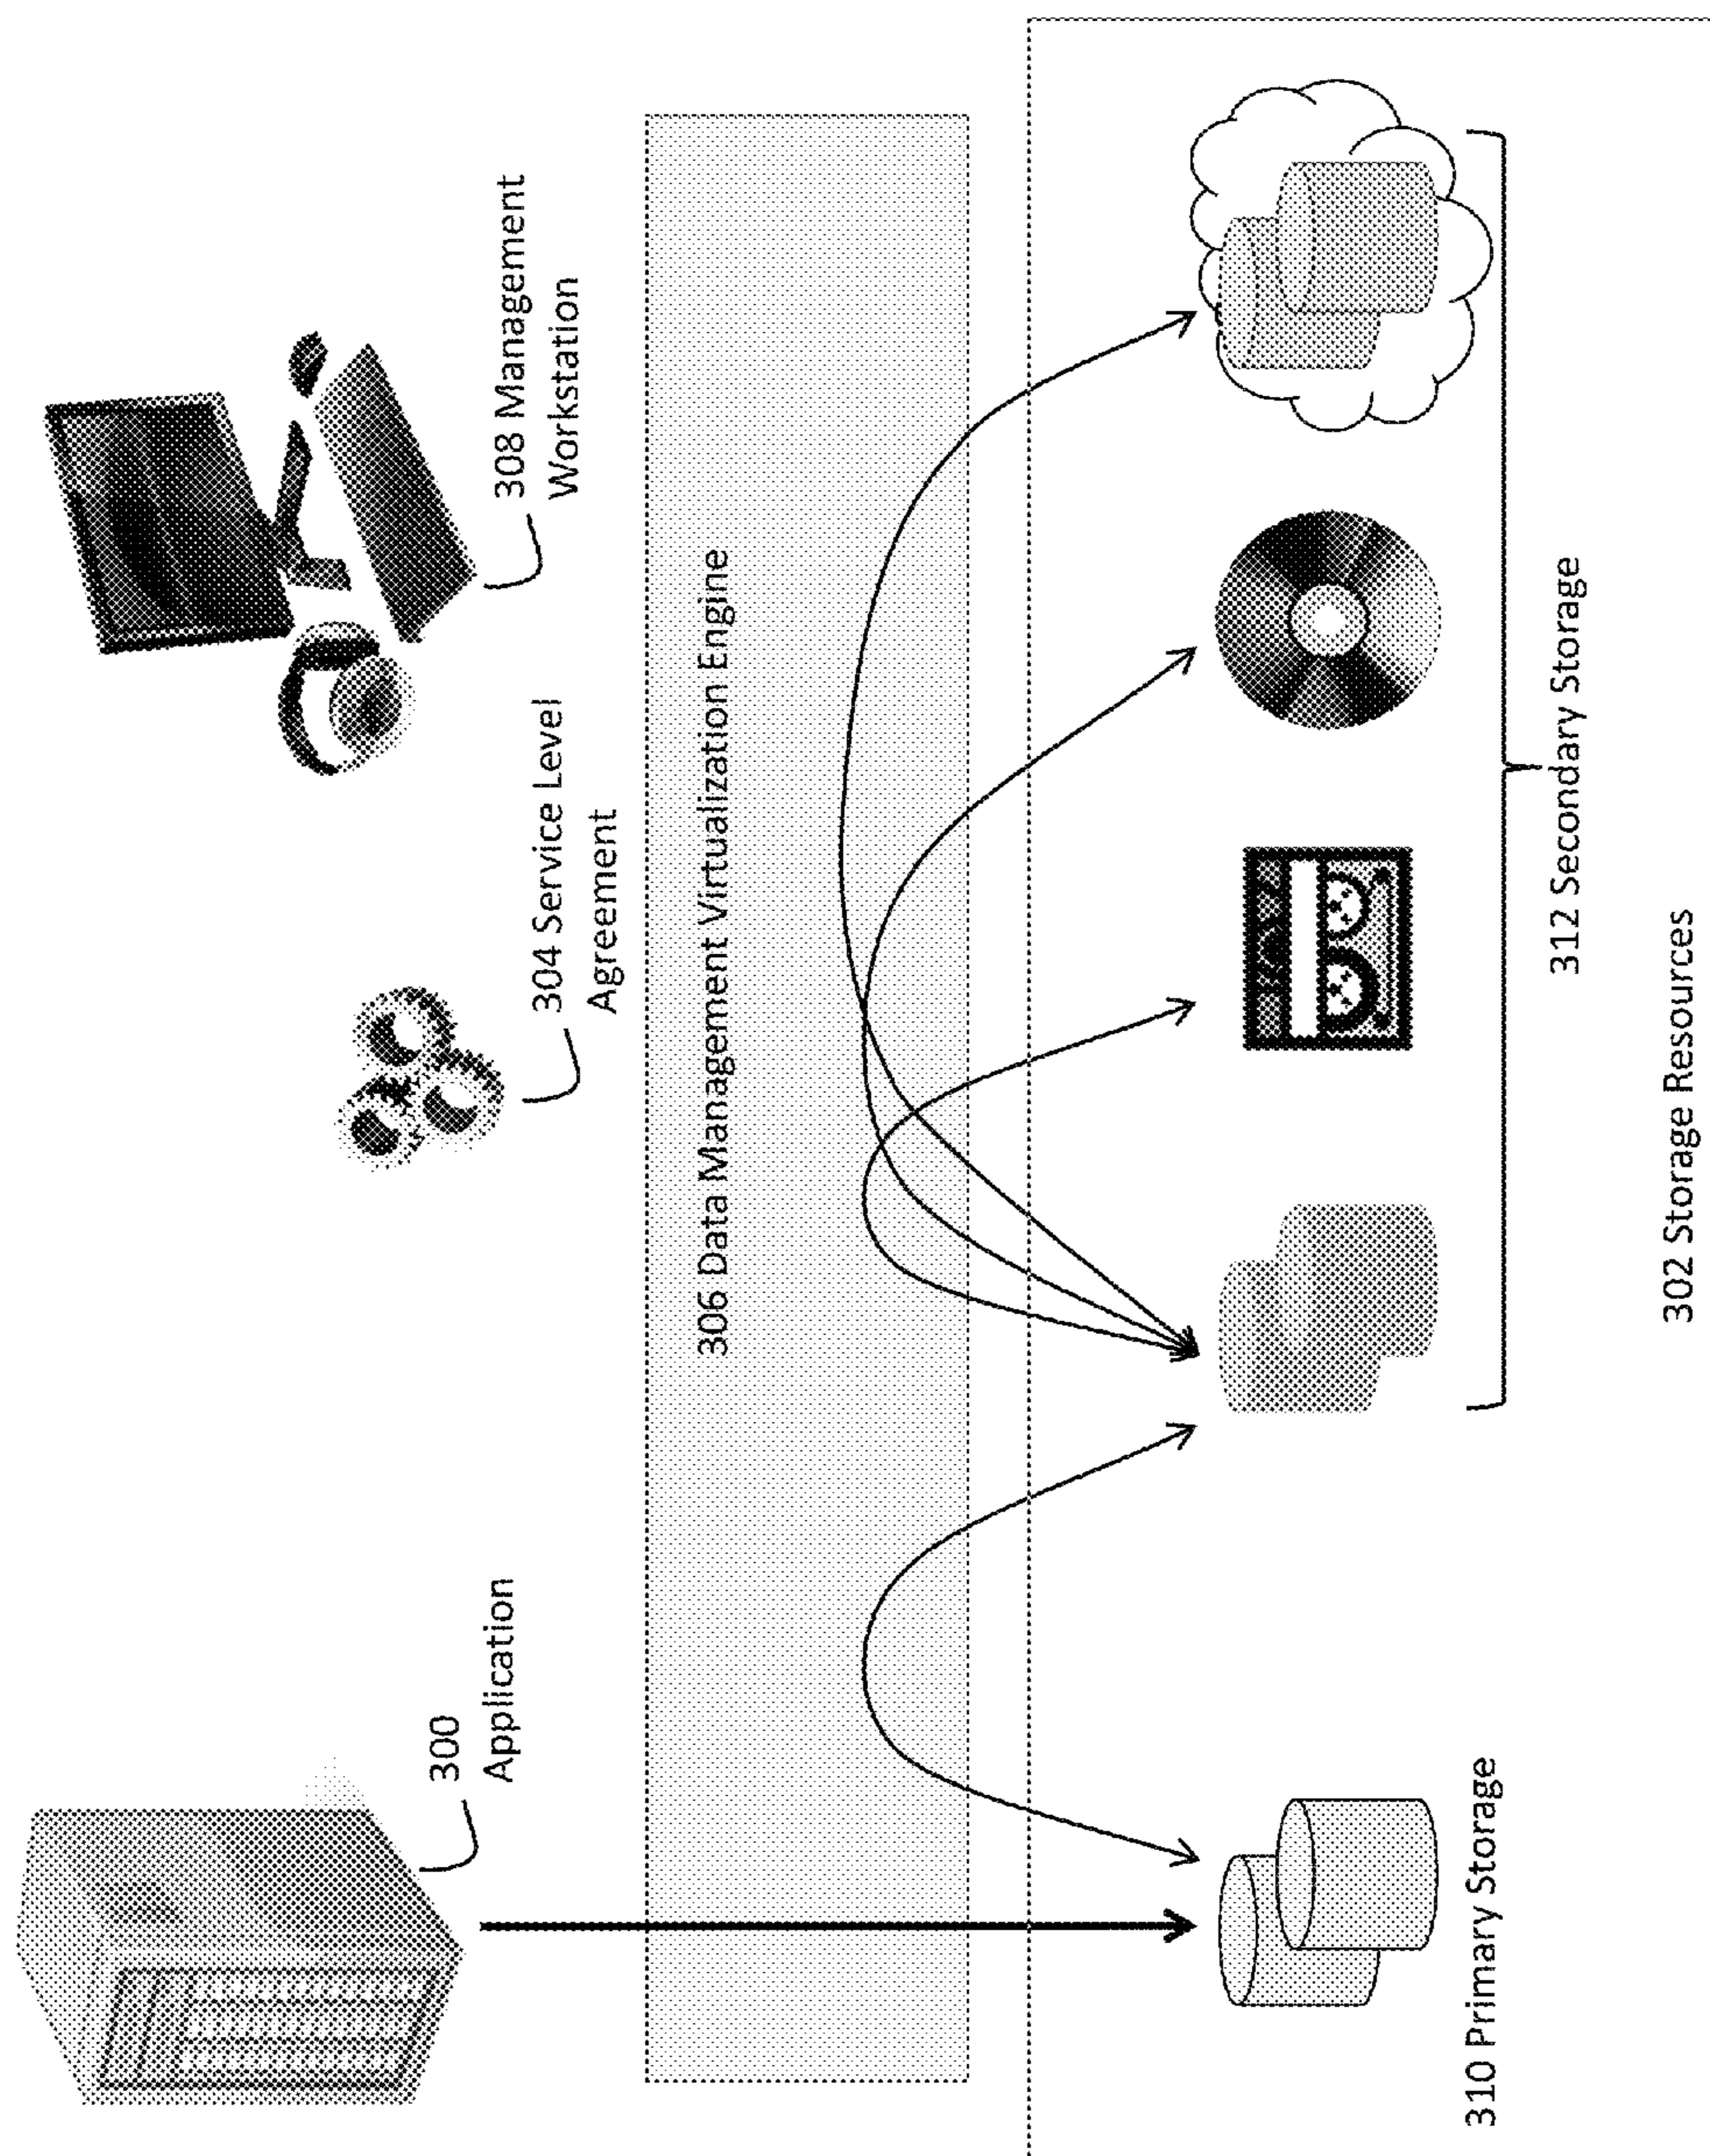 300
Application
304 Service Level
Agreement
308 Management
Workstation
306 Data Management Virtualization Engine
310 Primary Storage
312 Secondary Storage
302 Storage Resources